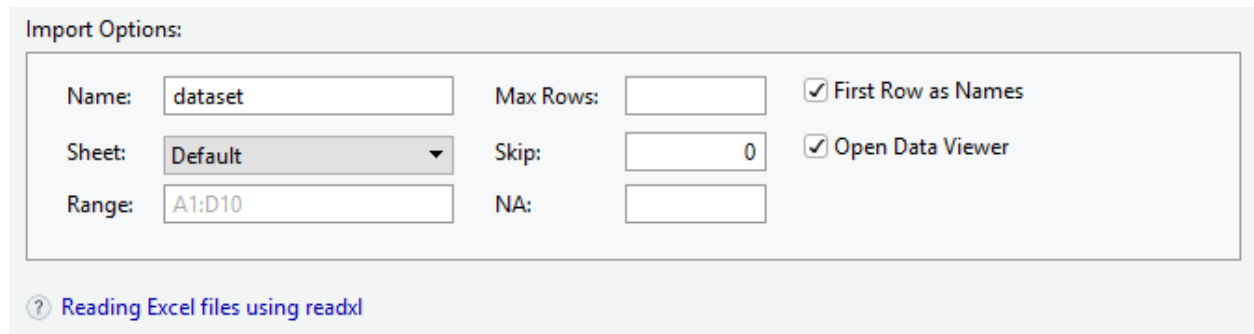 Import Options:
Name: dataset Max Rows: First Row as Names
Sheet: Default Skip: 0 Open Data Viewer
Range: A1:D10 NA:
? Reading Excel files using readxl